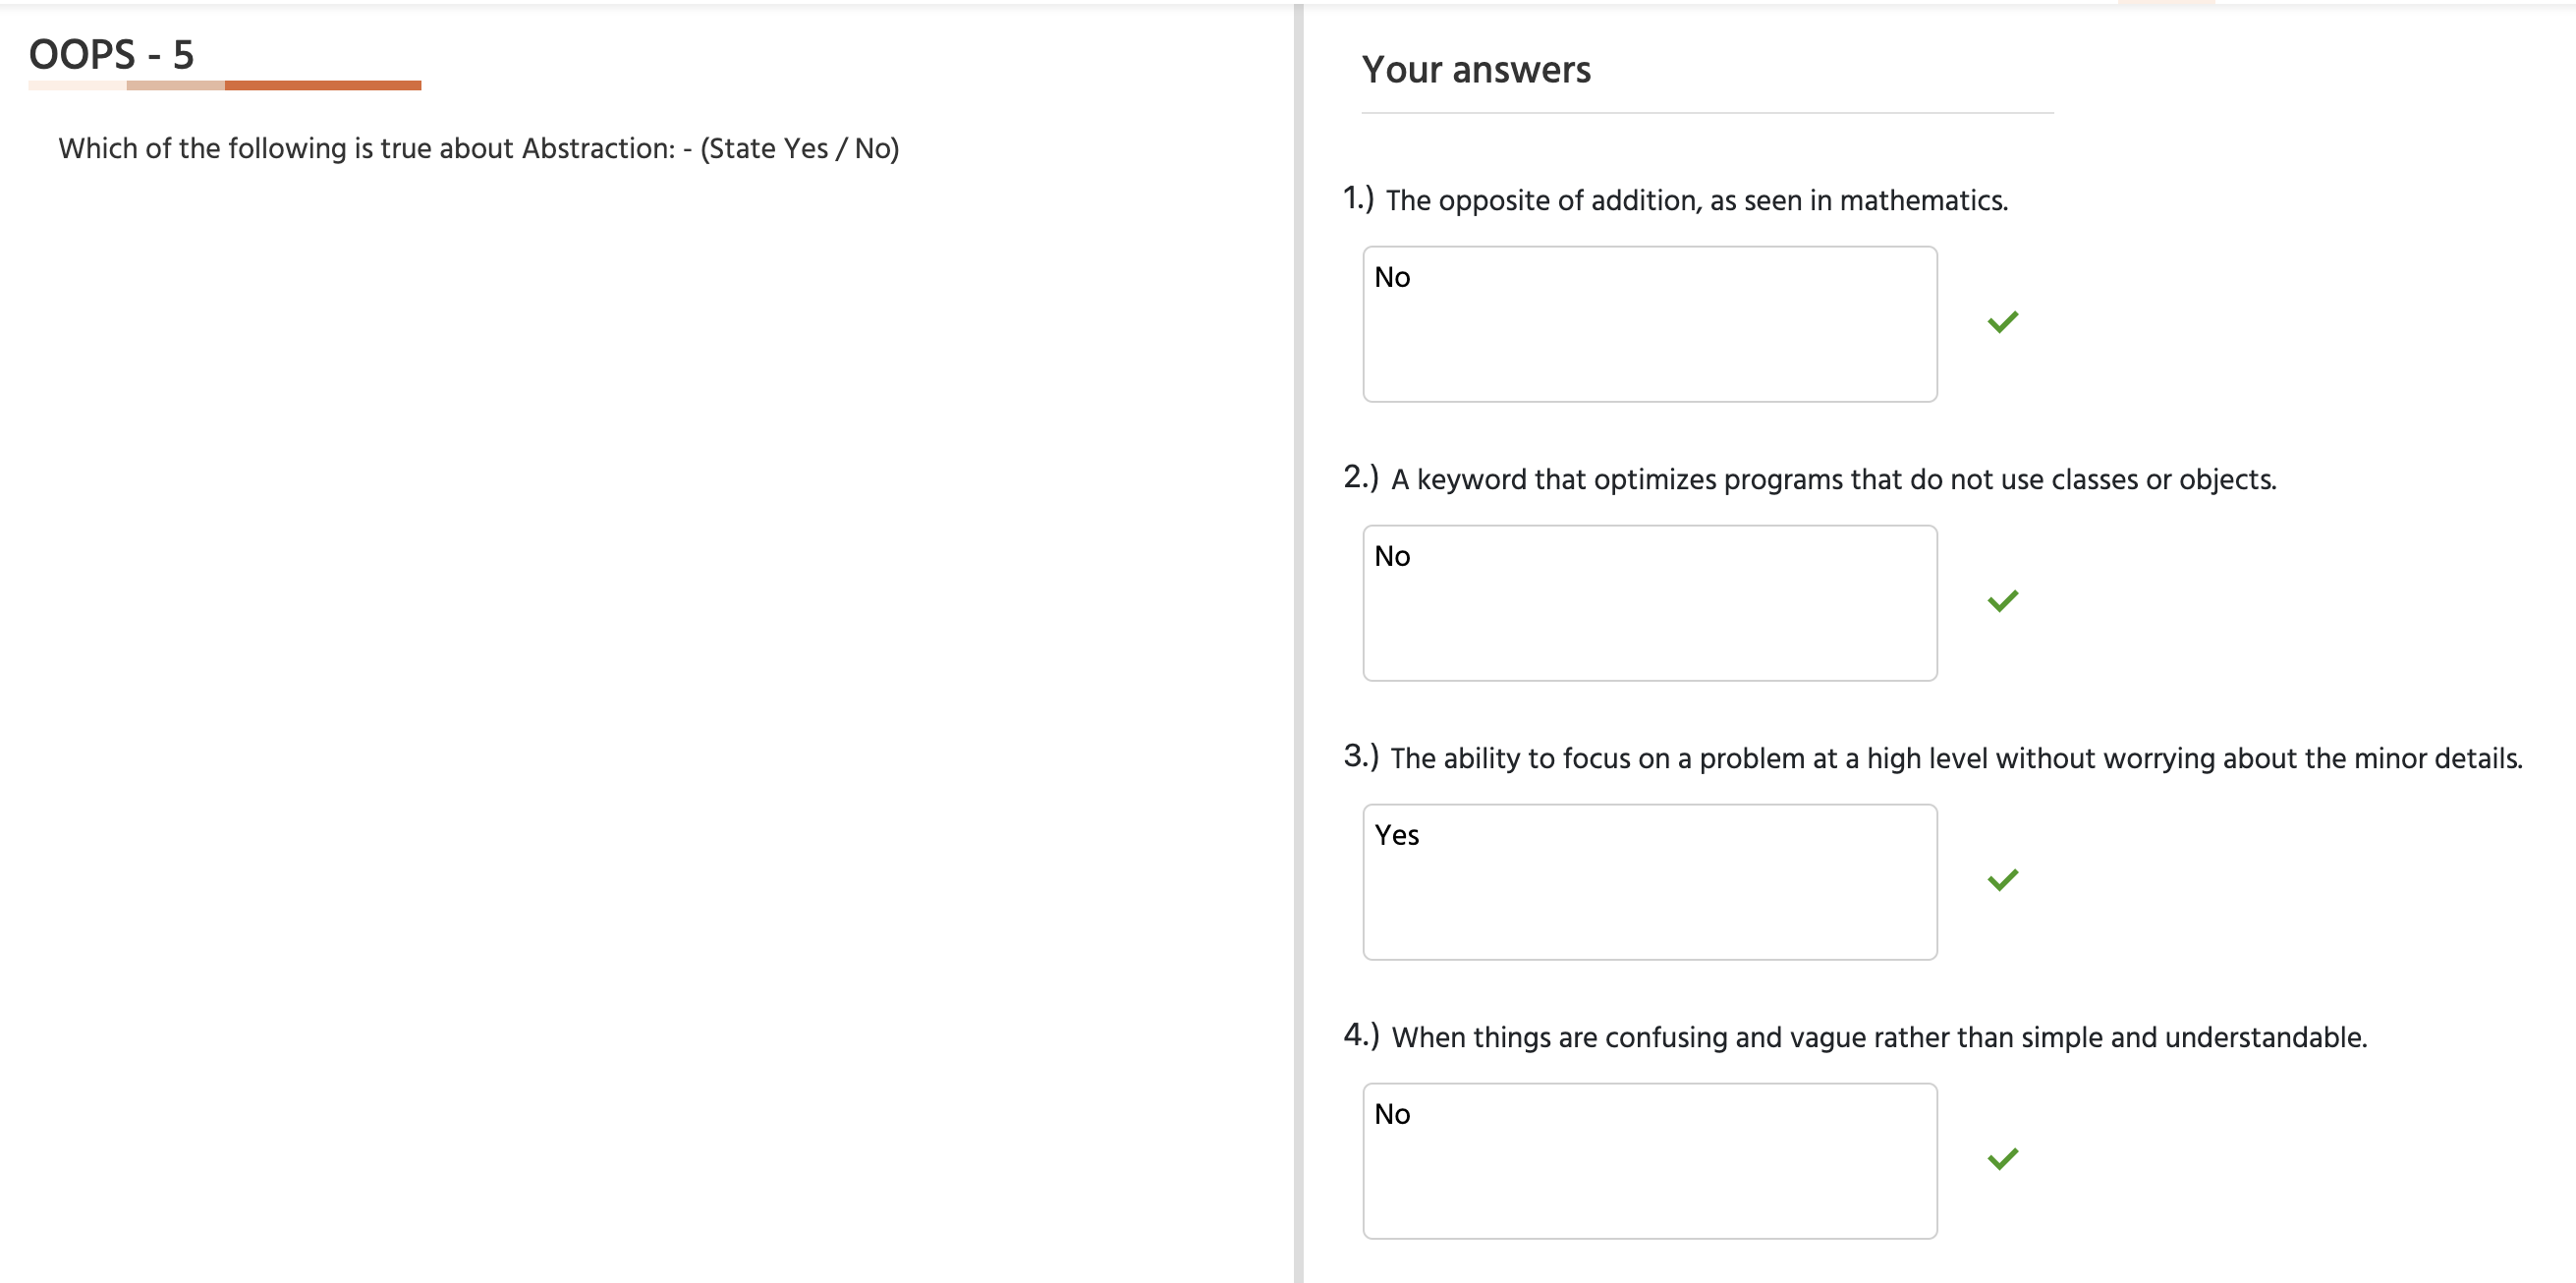 OOPS - 5
Which of the following is true about Abstraction: - (State Yes / No)
Your answers
1.) The opposite of addition, as seen in mathematics.
No
2.) A keyword that optimizes programs that do not use classes or objects.
No
3.) The ability to focus on a problem at a high level without worrying about the minor details.
Yes
4.) When things are confusing and vague rather than simple and understandable.
No